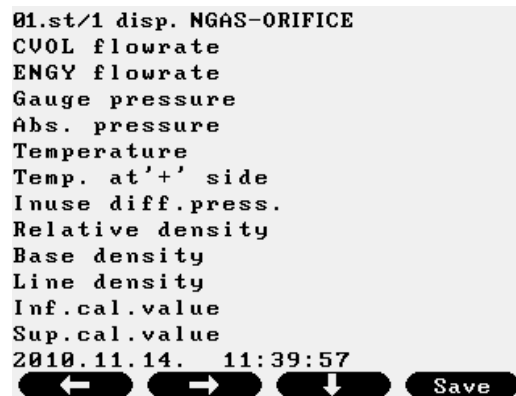 01.st/1 disp. NGAS-ORIFICE
CVOL flowrate
ENGY flowrate
Gauge pressure
Abs. pressure
Temperature
Temp. at'+' side
Inuse diff.press.
Relative density
Base density
Line density
Inf.cal.value
Sup.cal.value
2010.11.14. 11:39:57
← → ↓ Save